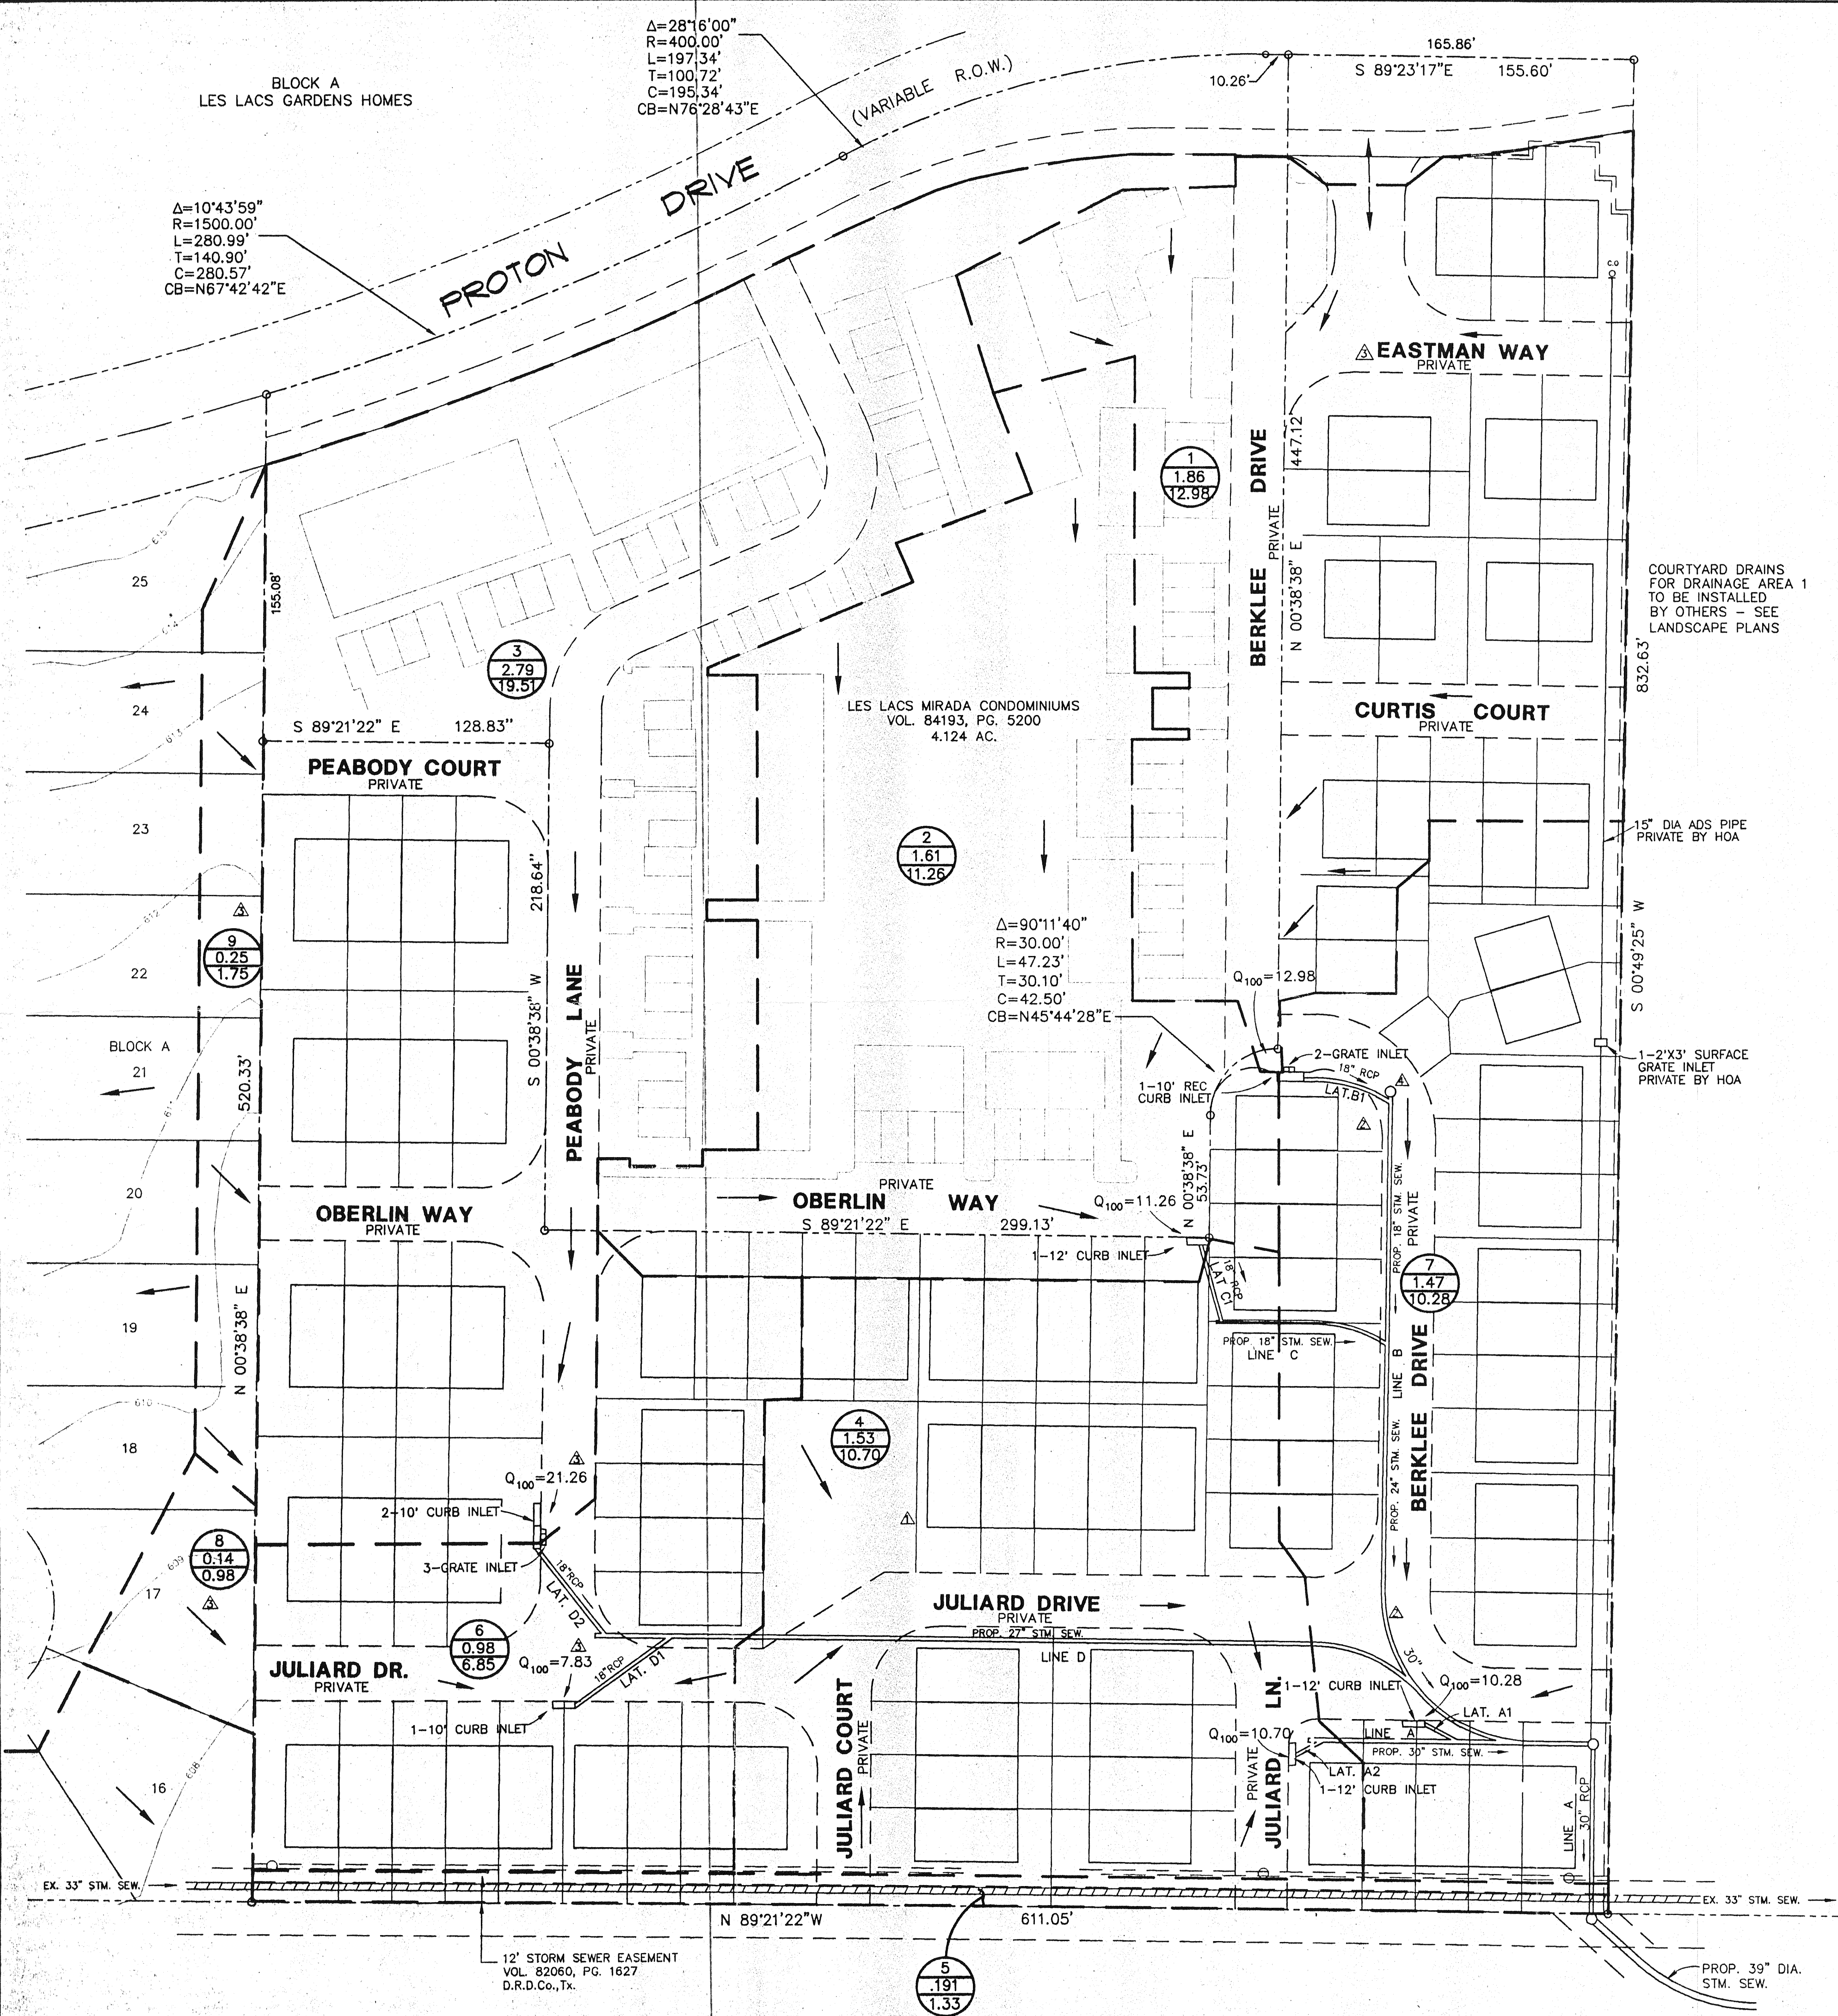 BLOCK A
LES LACS GARDENS HOMES
Δ=28°16'00"
R=400.00'
L=197.34'
T=100.72'
C=195.34'
CB=N76°28'43"E
(VARIABLE R.O.W.)
165.86'
10.26'
S 89°23'17"E 155.60'
Δ=10°43'59"
R=1500.00'
L=280.99'
T=140.90'
C=280.57'
CB=N67°42'42"E
PROTON DRIVE
C.O
3 EASTMAN WAY
PRIVATE
447.12'
BERKLEE DRIVE
PRIVATE
N 00°38'38" E
1
1.86
12.98
COURTYARD DRAINS
FOR DRAINAGE AREA 1
TO BE INSTALLED
BY OTHERS – SEE
LANDSCAPE PLANS
832.63'
S 00°49'25" W
615
25
614
155.08'
3
2.79
19.51
24
613
S 89°21'22" E 128.83"
LES LACS MIRADA CONDOMINIUMS
VOL. 84193, PG. 5200
4.124 AC.
CURTIS COURT
PRIVATE
PEABODY COURT
PRIVATE
23
15" DIA ADS PIPE
PRIVATE BY HOA
2
1.61
11.26
218.64"
S 00°38'38" W
PEABODY LANE
PRIVATE
612
3
9
0.25
1.75
22
Δ=90°11'40"
R=30.00'
L=47.23'
T=30.10'
C=42.50'
CB=N45°44'28"E
Q100=12.98
2-GRATE INLET
18" RCP
LAT.B1
4
1-10' REC
CURB INLET
2
1-2'X3' SURFACE
GRATE INLET
PRIVATE BY HOA
BLOCK A
21
611
520.33'
N 00°38'38" E
20
OBERLIN WAY
PRIVATE
PRIVATE
OBERLIN WAY
S 89°21'22" E 299.13'
Q100=11.26
N 00°38'38" E
53.73'
1-12' CURB INLET
18" RCP
LAT C1
PROP. 18" STM. SEW.
PRIVATE
7
1.47
10.28
19
PROP. 18" STM. SEW.
LINE C
LINE B
PROP. 24" STM. SEW.
BERKLEE DRIVE
610
18
4
1.53
10.70
3
Q100=21.26
2-10' CURB INLET
1
3-GRATE INLET
8
0.14
0.98
609
17
3
18"RCP
LAT. D2
JULIARD DRIVE
PRIVATE
PROP. 27" STM. SEW.
LINE D
2
6
0.98
6.85
3
Q100=7.83
18"RCP
LAT. D1
JULIARD DR.
PRIVATE
1-10' CURB INLET
30"
1-12' CURB INLET
Q100=10.28
LAT. A1
JULIARD COURT
PRIVATE
JULIARD LN.
PRIVATE
Q100=10.70
LINE A
PROP. 30" STM. SEW.
LAT. A2
1-12' CURB INLET
16
608
LINE A
30" RCP
EX. 33" STM. SEW.
EX. 33" STM. SEW.
N 89°21'22"W 611.05'
12' STORM SEWER EASEMENT
VOL. 82060, PG. 1627
D.R.D.Co.,Tx.
5
.191
1.33
PROP. 39" DIA.
STM. SEW.